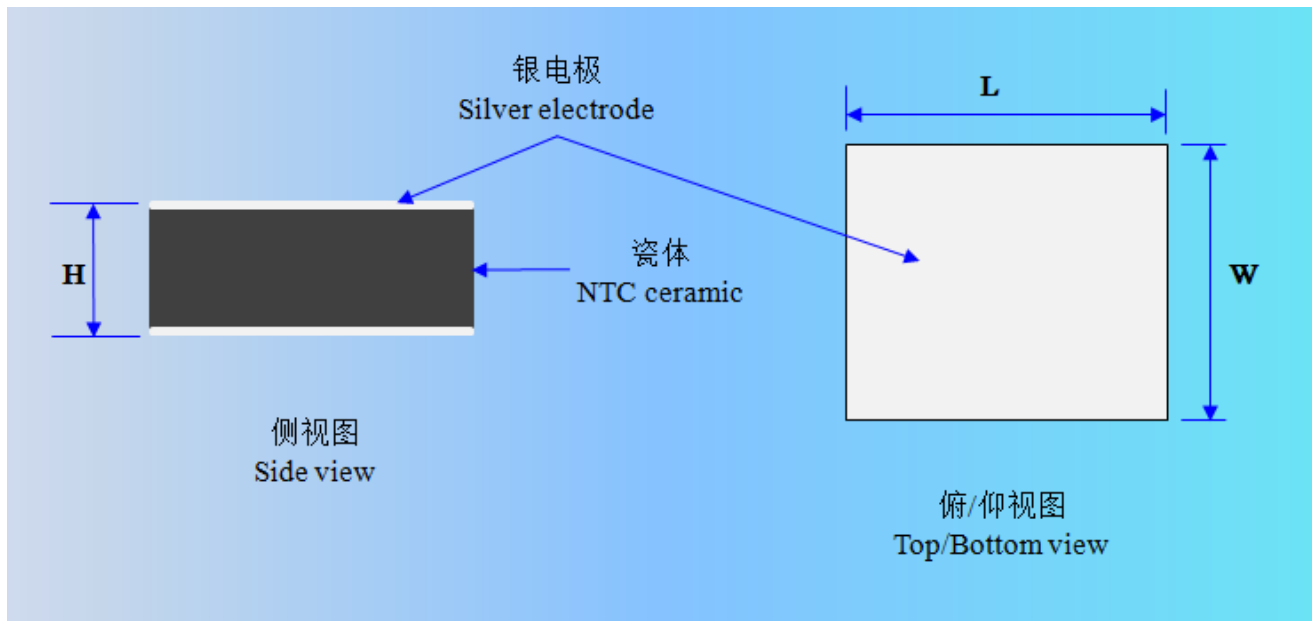 银电极
Silver electrode
L
H
瓷体
NTC ceramic
W
侧视图
Side view
俯/仰视图
Top/Bottom view